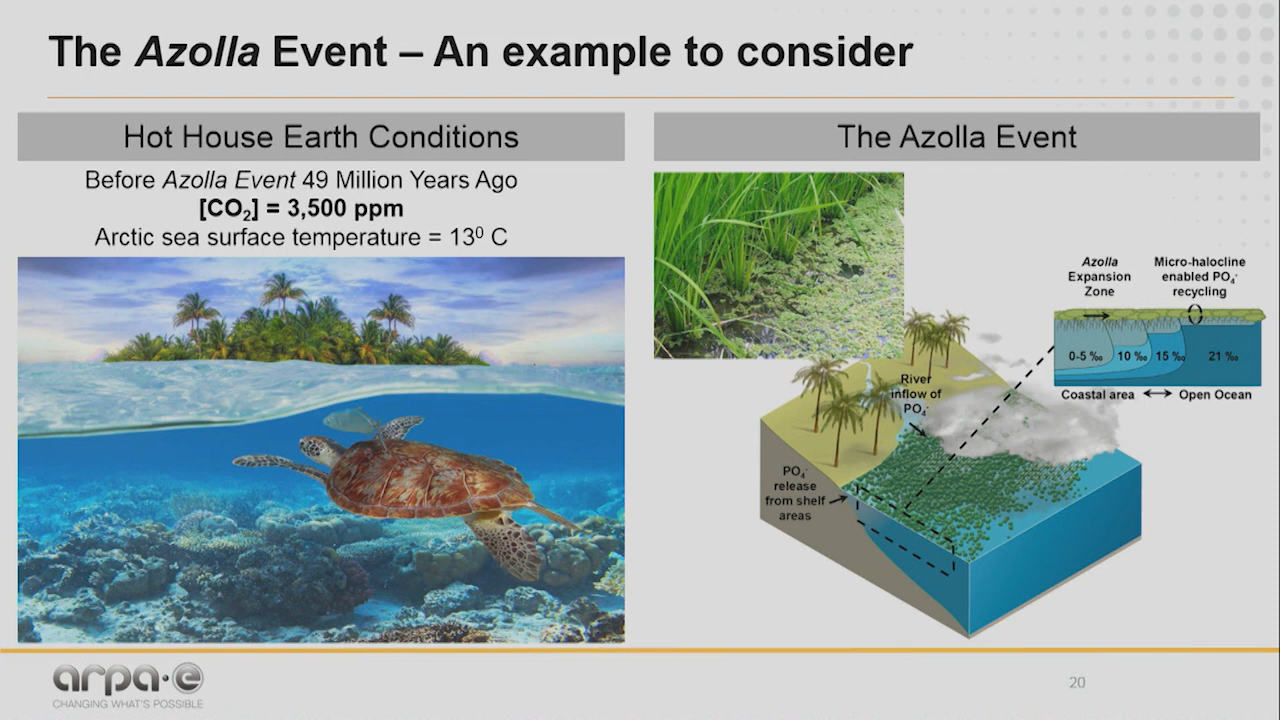 The Azolla Event – An example to consider
Hot House Earth Conditions
Before Azolla Event 49 Million Years Ago
[CO₂] = 3,500 ppm
Arctic sea surface temperature = 13⁰ C
The Azolla Event
Azolla
Expansion
Zone
Micro-halocline
enabled PO₄⁻
recycling
0-5 ‰
10 ‰
15 ‰
21 ‰
Coastal area
Open Ocean
River
inflow of
PO₄⁻
PO₄⁻
release
from shelf
areas
arpa·e
CHANGING WHAT'S POSSIBLE
20